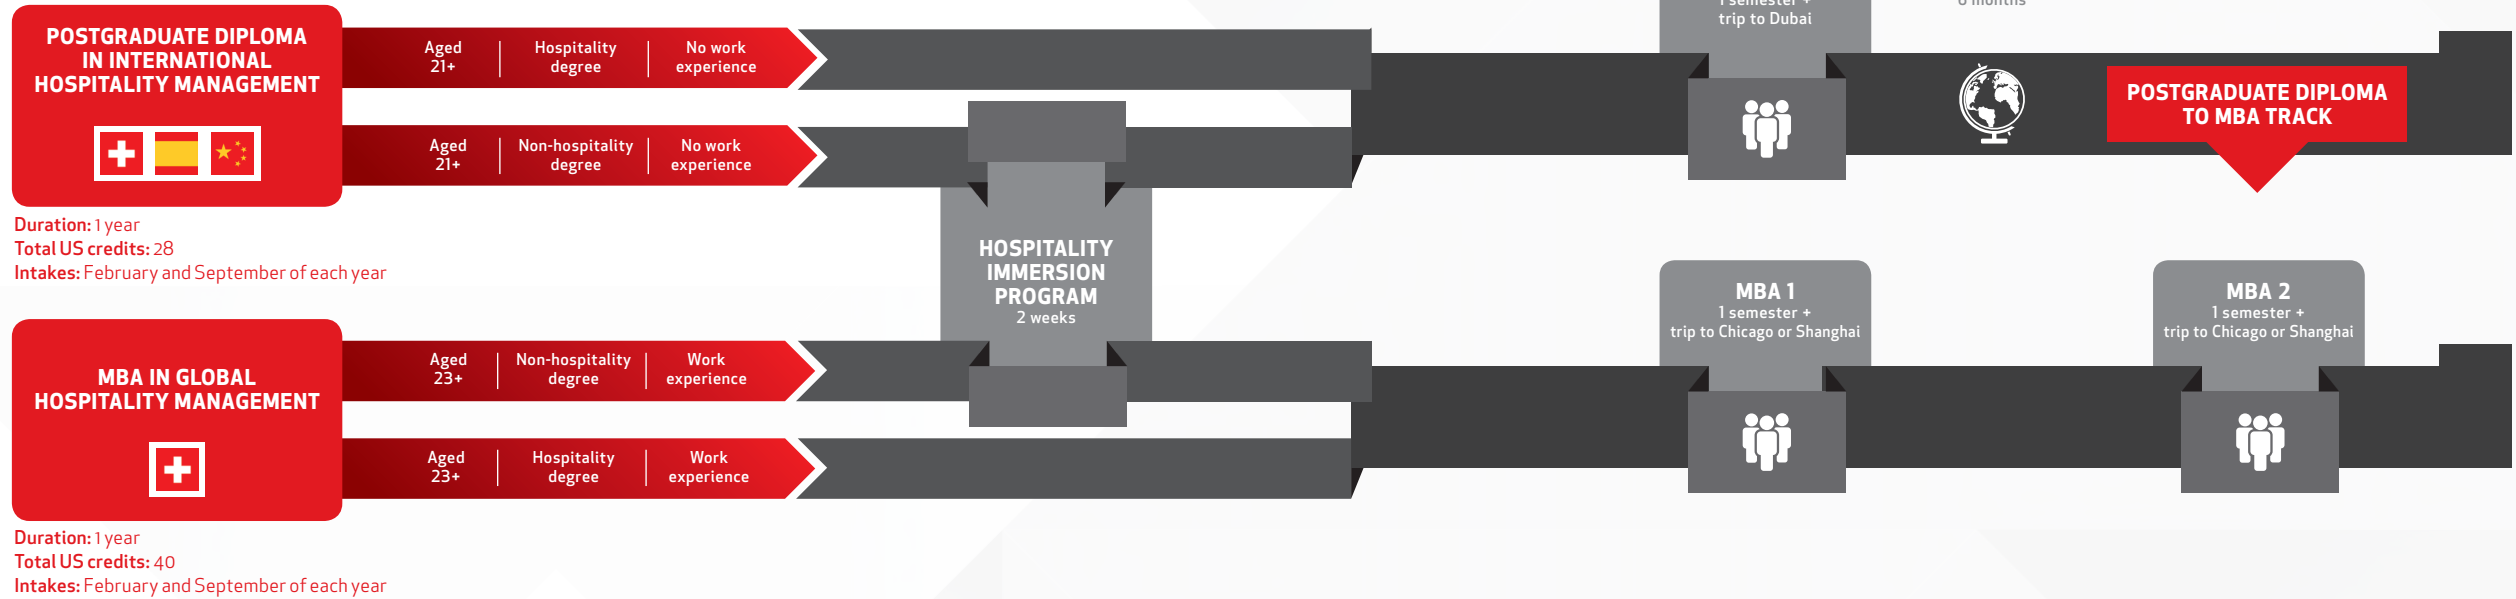 1 semester +
trip to Dubai
6 months
POSTGRADUATE DIPLOMA
IN INTERNATIONAL
HOSPITALITY MANAGEMENT
Aged
21+
Hospitality
degree
No work
experience
Aged
21+
Non-hospitality
degree
No work
experience
POSTGRADUATE DIPLOMA
TO MBA TRACK
Duration: 1 year
Total US credits: 28
Intakes: February and September of each year
HOSPITALITY
IMMERSION
PROGRAM
2 weeks
MBA IN GLOBAL
HOSPITALITY MANAGEMENT
Aged
23+
Non-hospitality
degree
Work
experience
Aged
23+
Hospitality
degree
Work
experience
MBA 1
1 semester +
trip to Chicago or Shanghai
MBA 2
1 semester +
trip to Chicago or Shanghai
Duration: 1 year
Total US credits: 40
Intakes: February and September of each year